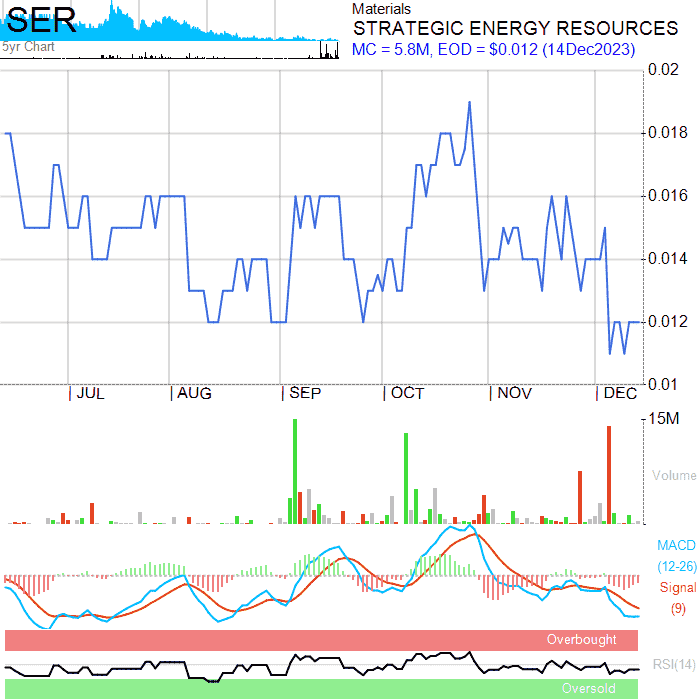 SER
5yr Chart
Materials
STRATEGIC ENERGY RESOURCES
MC = 5.8M, EOD = $0.012 (14Dec2023)
0.02
0.018
0.016
0.014
0.012
0.01
JUL AUG SEP OCT NOV DEC
15M
Volume
MACD
(12-26)
Signal
(9)
Overbought
RSI(14)
Oversold